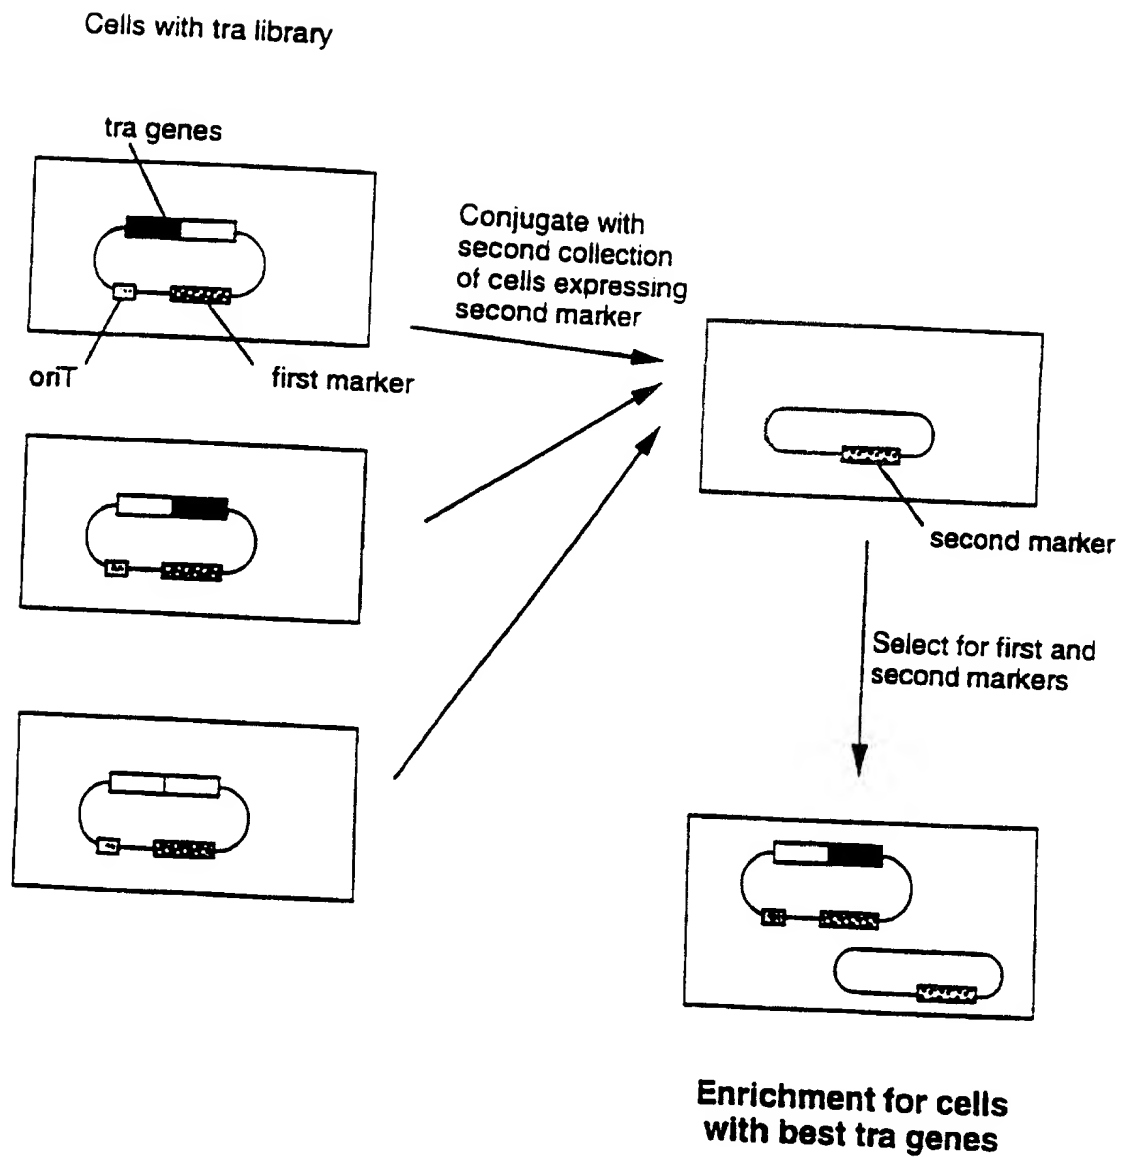 Cells with tra library
tra genes
Conjugate with
second collection
of cells expressing
second marker
oriT
first marker
second marker
Select for first and
second markers
Enrichment for cells
with best tra genes